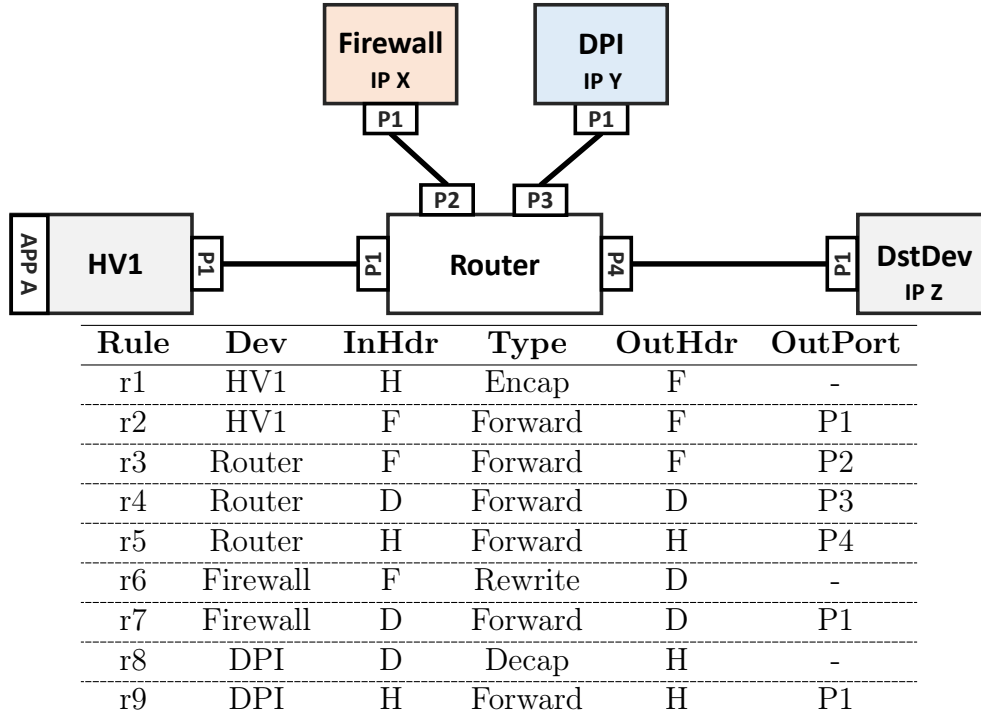 Firewall
IP X
P1
DPI
IP Y
P1
P2
P3
APP A
HV1
P1
P1
Router
P4
P1
DstDev
IP Z
Rule Dev InHdr Type OutHdr OutPort
r1 HV1 H Encap F -
r2 HV1 F Forward F P1
r3 Router F Forward F P2
r4 Router D Forward D P3
r5 Router H Forward H P4
r6 Firewall F Rewrite D -
r7 Firewall D Forward D P1
r8 DPI D Decap H -
r9 DPI H Forward H P1